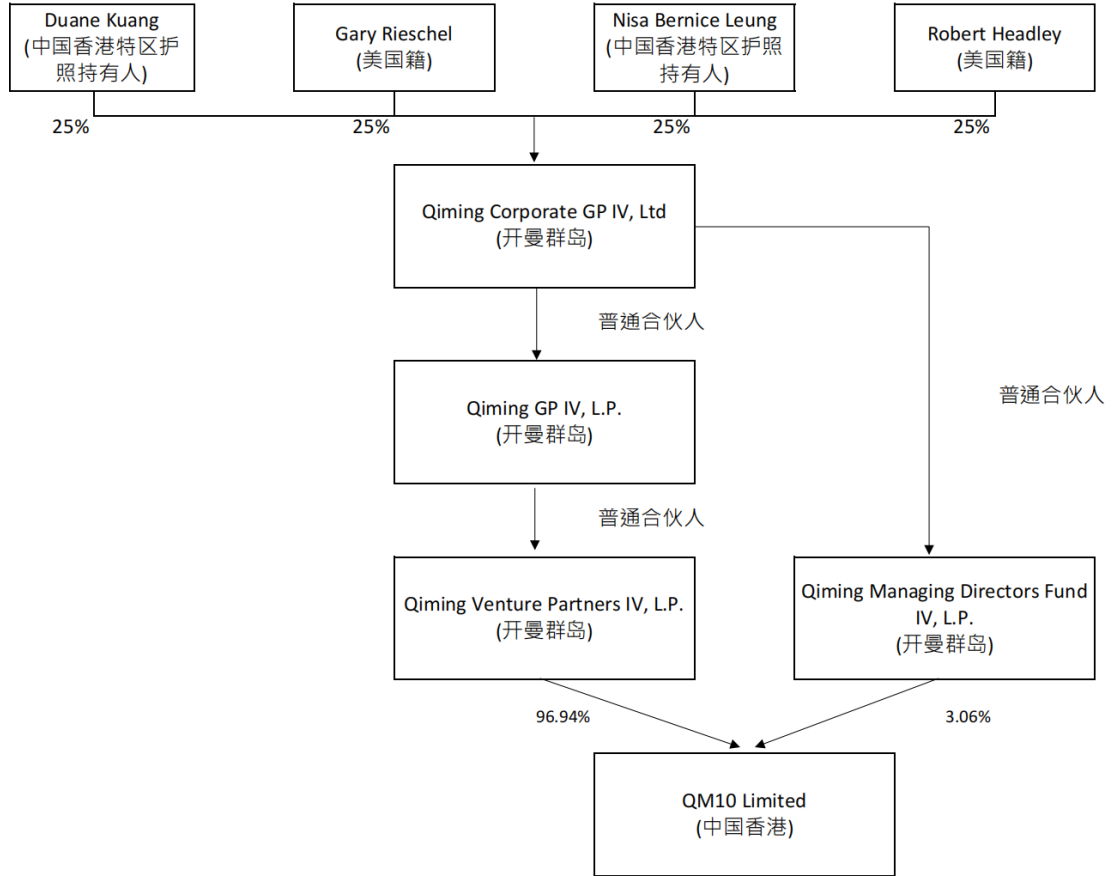 Duane Kuang
(中国香港特区护
照持有人)
Gary Rieschel
(美国籍)
Nisa Bernice Leung
(中国香港特区护照
持有人)
Robert Headley
(美国籍)
25%
25%
25%
25%
Qiming Corporate GP IV, Ltd
(开曼群岛)
普通合伙人
Qiming GP IV, L.P.
(开曼群岛)
普通合伙人
普通合伙人
Qiming Venture Partners IV, L.P.
(开曼群岛)
Qiming Managing Directors Fund
IV, L.P.
(开曼群岛)
96.94%
3.06%
QM10 Limited
(中国香港)